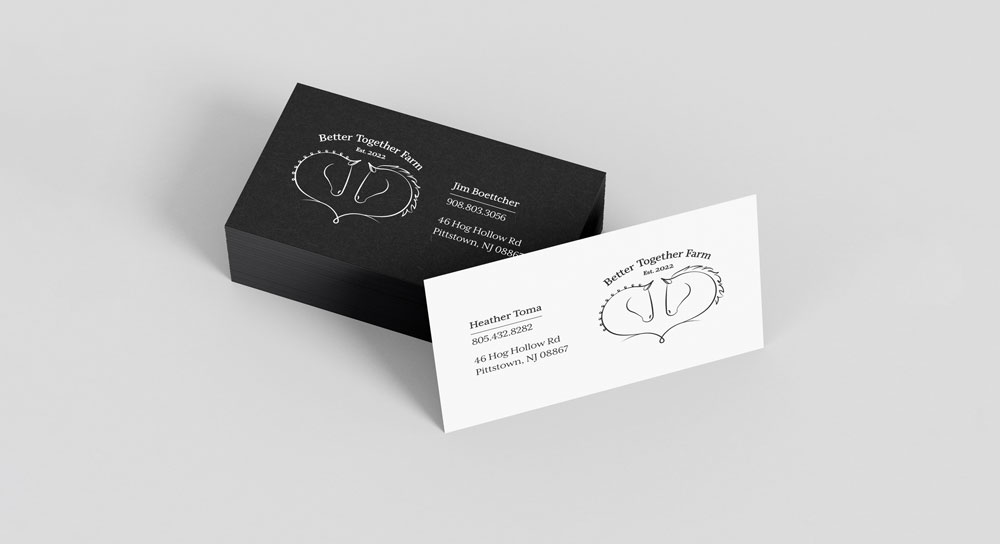 Better Together Farm
Est. 2022
Jim Boettcher
908.803.3056
46 Hog Hollow Rd
Pittstown, NJ 08867
Better Together Farm
Est. 2022
Heather Toma
805.432.8282
46 Hog Hollow Rd
Pittstown, NJ 08867